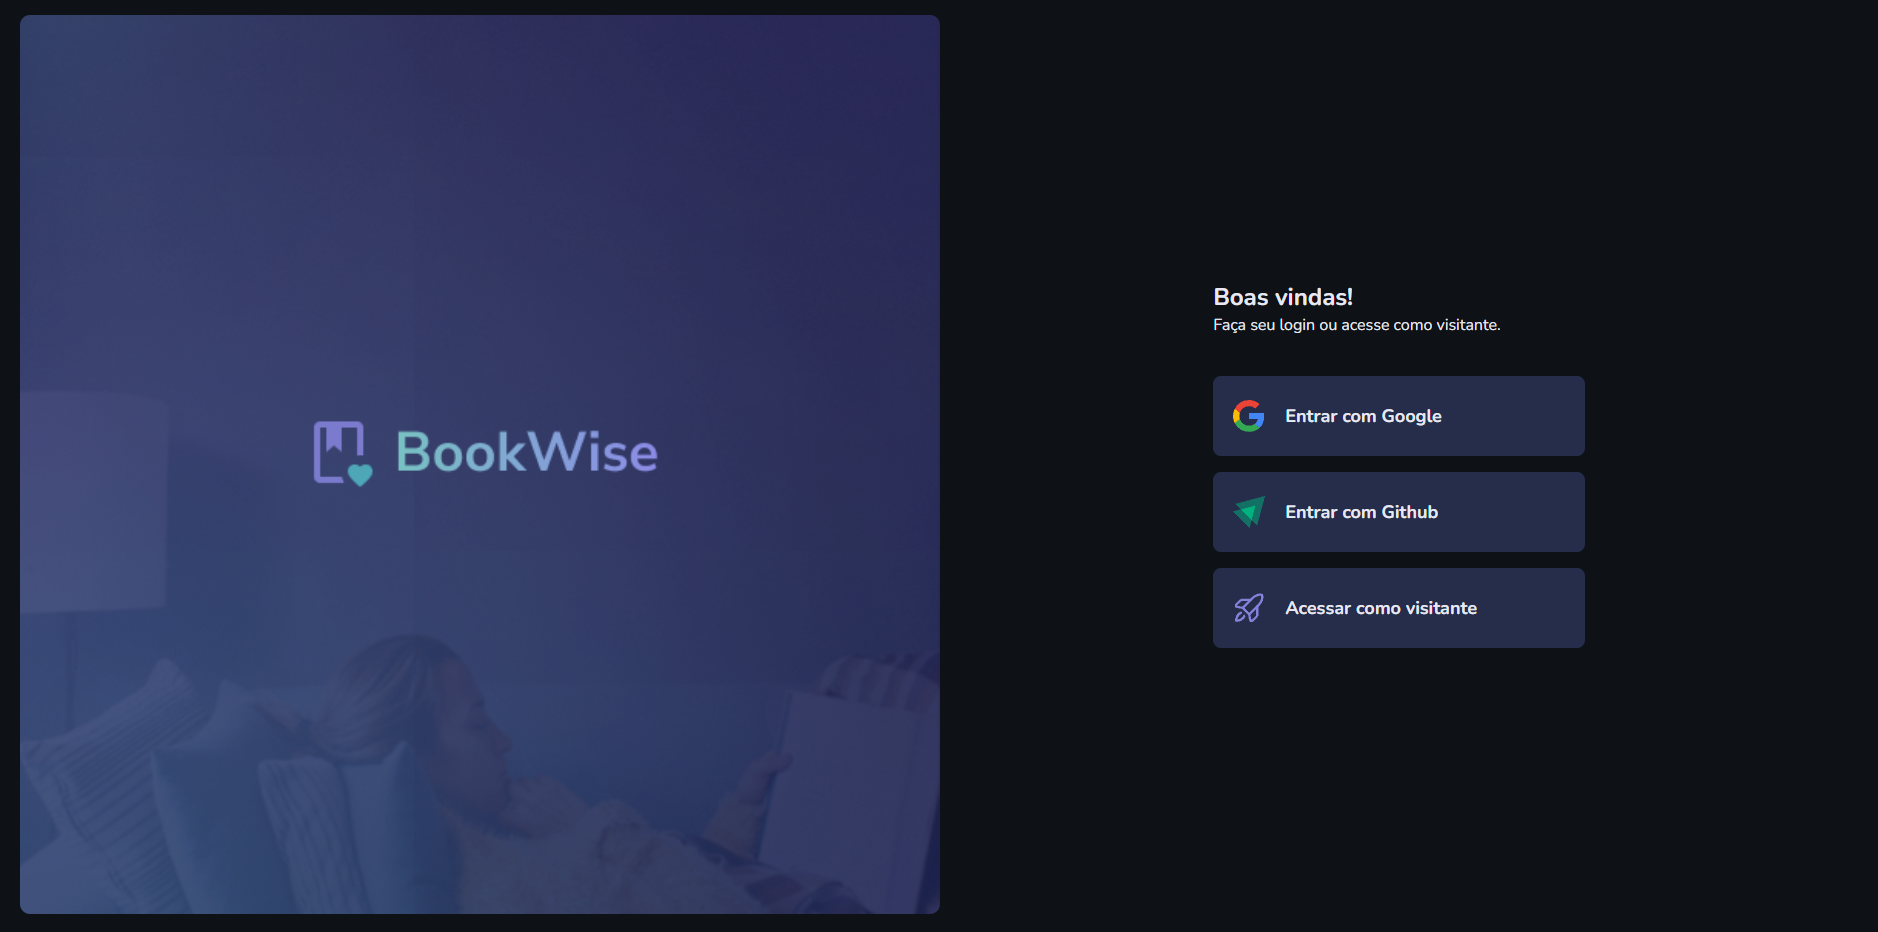 BookWise
Boas vindas!
Faça seu login ou acesse como visitante.
Entrar com Google
Entrar com Github
Acessar como visitante